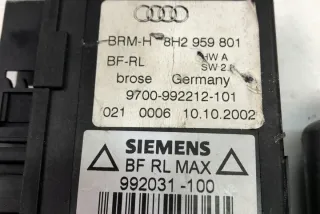 BRM-H 8H2 959 801
BF-RL HW A
SW 2.1
brose Germany
9700-992212-101
021 0006 10.10.2002
SIEMENS
BF RL MAX
992031-100